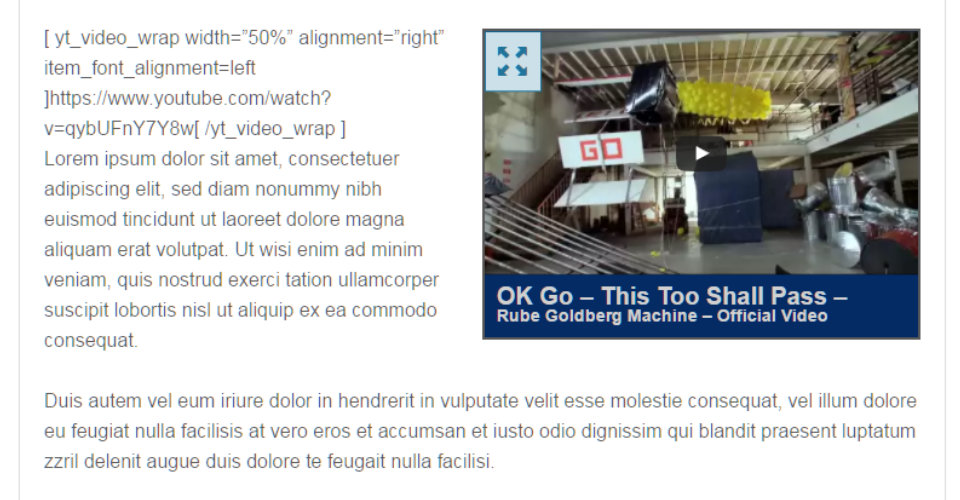 [ yt_video_wrap width=”50%” alignment=”right”
item_font_alignment=left
]https://www.youtube.com/watch?
v=qybUFnY7Y8w[ /yt_video_wrap ]
Lorem ipsum dolor sit amet, consectetuer
adipiscing elit, sed diam nonummy nibh
euismod tincidunt ut laoreet dolore magna
aliquam erat volutpat. Ut wisi enim ad minim
veniam, quis nostrud exerci tation ullamcorper
suscipit lobortis nisl ut aliquip ex ea commodo
consequat.
GO
OK Go – This Too Shall Pass –
Rube Goldberg Machine – Official Video
Duis autem vel eum iriure dolor in hendrerit in vulputate velit esse molestie consequat, vel illum dolore
eu feugiat nulla facilisis at vero eros et accumsan et iusto odio dignissim qui blandit praesent luptatum
zzril delenit augue duis dolore te feugait nulla facilisi.